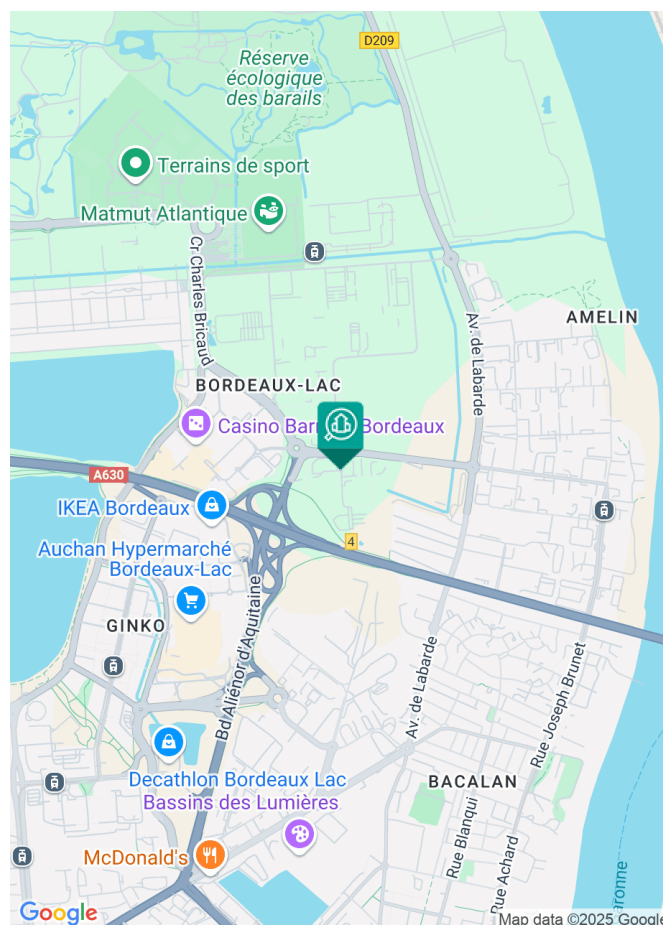 D209
Réserve
écologique
des barails
Terrains de sport
Matmut Atlantique
Cr Charles Bricaud
AMELIN
Av. de Labarde
BORDEAUX-LAC
Casino Barr
Bordeaux
A630
IKEA Bordeaux
4
Auchan Hypermarché
Bordeaux-Lac
GINKO
Bd Aliénor d'Aquitaine
Av. de Labarde
Rue Joseph Brunet
Decathlon Bordeaux Lac
BACALAN
Bassins des Lumières
Rue Blanqui
McDonald's
Rue Achard
aronne
Google
Map data ©2025 Google